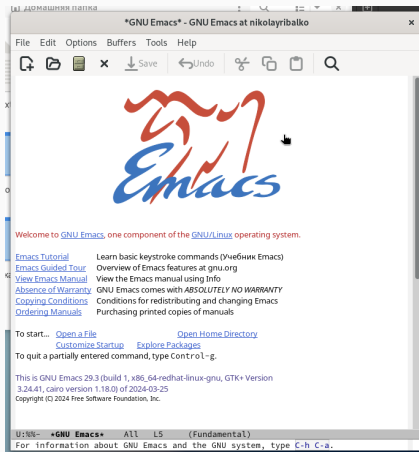 Домашняя папка
*GNU Emacs* - GNU Emacs at nikolayribalko
File Edit Options Buffers Tools Help
Save Undo
Emacs
Welcome to GNU Emacs, one component of the GNU/Linux operating system.
Emacs Tutorial Learn basic keystroke commands (Учебник Emacs)
Emacs Guided Tour Overview of Emacs features at gnu.org
View Emacs Manual View the Emacs manual using Info
Absence of Warranty GNU Emacs comes with ABSOLUTELY NO WARRANTY
Copying Conditions Conditions for redistributing and changing Emacs
Ordering Manuals Purchasing printed copies of manuals
To start... Open a File Open Home Directory
Customize Startup Explore Packages
To quit a partially entered command, type Control-g.
This is GNU Emacs 29.3 (build 1, x86_64-redhat-linux-gnu, GTK+ Version
3.24.41, cairo version 1.18.0) of 2024-03-25
Copyright (C) 2024 Free Software Foundation, Inc.
U:%%- *GNU Emacs* All L5 (Fundamental)
For information about GNU Emacs and the GNU system, type C-h C-a.